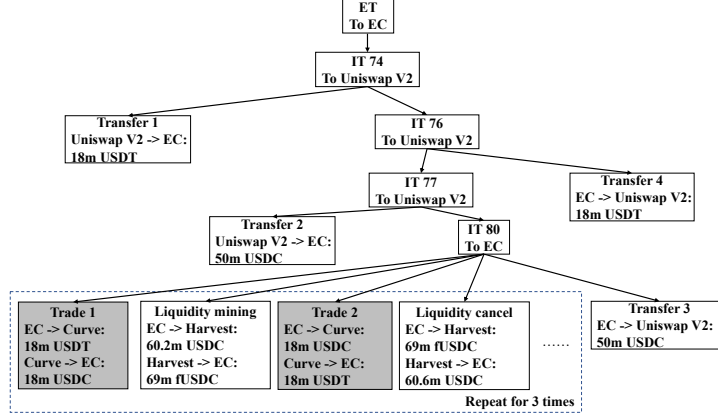 ET
To EC
IT 74
To Uniswap V2
Transfer 1
Uniswap V2 -> EC:
18m USDT
IT 76
To Uniswap V2
IT 77
To Uniswap V2
Transfer 4
EC -> Uniswap V2:
18m USDT
Transfer 2
Uniswap V2 -> EC:
50m USDC
IT 80
To EC
Trade 1
EC -> Curve:
18m USDT
Curve -> EC:
18m USDC
Liquidity mining
EC -> Harvest:
60.2m USDC
Harvest -> EC:
69m fUSDC
Trade 2
EC -> Curve:
18m USDC
Curve -> EC:
18m USDT
Liquidity cancel
EC -> Harvest:
69m fUSDC
Harvest -> EC:
60.6m USDC
......
Transfer 3
EC -> Uniswap V2:
50m USDC
Repeat for 3 times